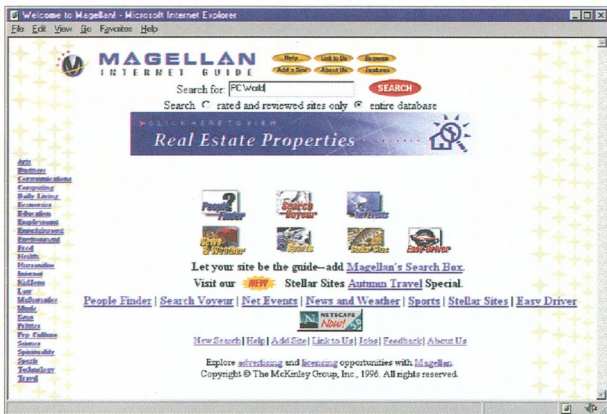 Welcome to Magellan! - Microsoft Internet Explorer
File Edit View Go Favorites Help
MAGELLAN
INTERNET GUIDE
Help Link to Us Browse
Add a Site About Us Features
Search for: PC World SEARCH
Search rated and reviewed sites only entire database
CLICK HERE TO VIEW
Real Estate Properties
Arts
Business
Communications
Computing
Daily Living
Economics
Education
Employment
Entertainment
Environment
Food
Health
Humanities
Internet
KidZone
Law
Mathematics
Music
News
Politics
Pop Culture
Science
Spirituality
Sports
Technology
Travel
People Finder Search Voyeur Net Events
News & Weather Sports Stellar Sites Easy-Driver
Let your site be the guide--add Magellan's Search Box.
Visit our NEW Stellar Sites Autumn Travel Special.
People Finder | Search Voyeur | Net Events | News and Weather | Sports | Stellar Sites | Easy Driver
NETSCAPE
Now!
New Search | Help | Add Site | Link to Us | Jobs | Feedback | About Us
Explore advertising and licensing opportunities with Magellan.
Copyright © The McKinley Group, Inc., 1996. All rights reserved.